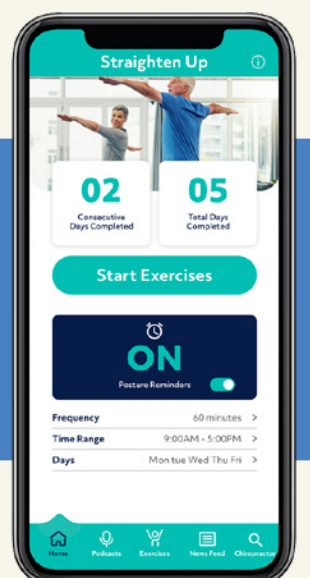 Straighten Up
02
Consecutive
Days Completed
05
Total Days
Completed
Start Exercises
ON
Posture Reminders
Frequency 60 minutes >
Time Range 9:00AM - 5:00PM >
Days Mon tue Wed Thu Fri >
Home Podcasts Exercises News Feed Chiropractor